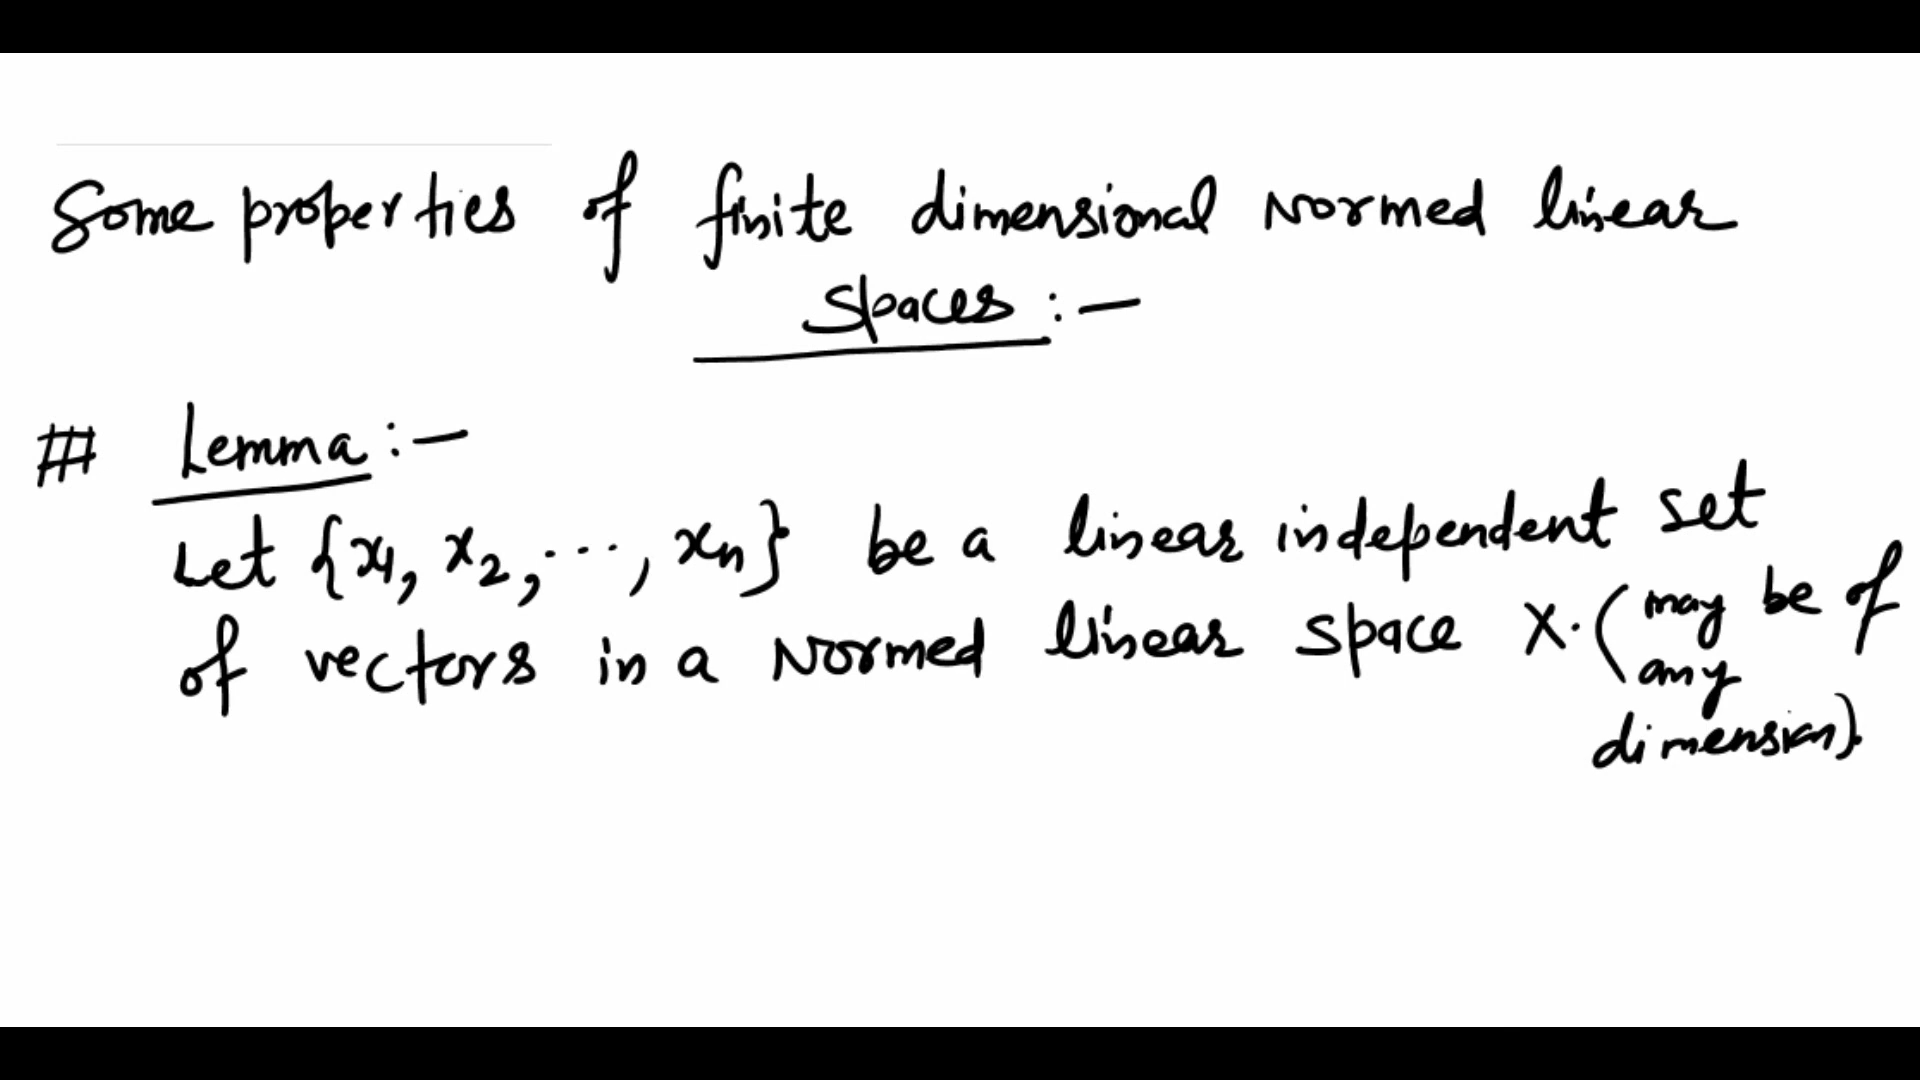 Some properties of finite dimensional Normed linear
spaces :-
# Lemma :-
Let {x1, x2, ..., xn} be a linear independent set
of vectors in a Normed linear space X. (may be of
any
dimension).